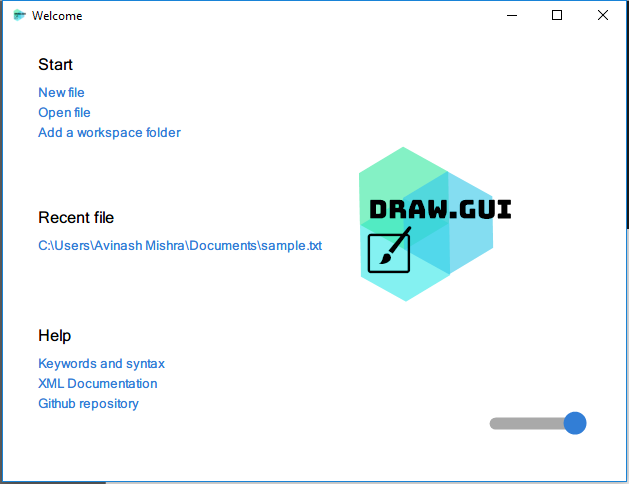 Welcome
Start
New file
Open file
Add a workspace folder
Recent file
C:\Users\Avinash Mishra\Documents\sample.txt
DRAW.GUI
Help
Keywords and syntax
XML Documentation
Github repository